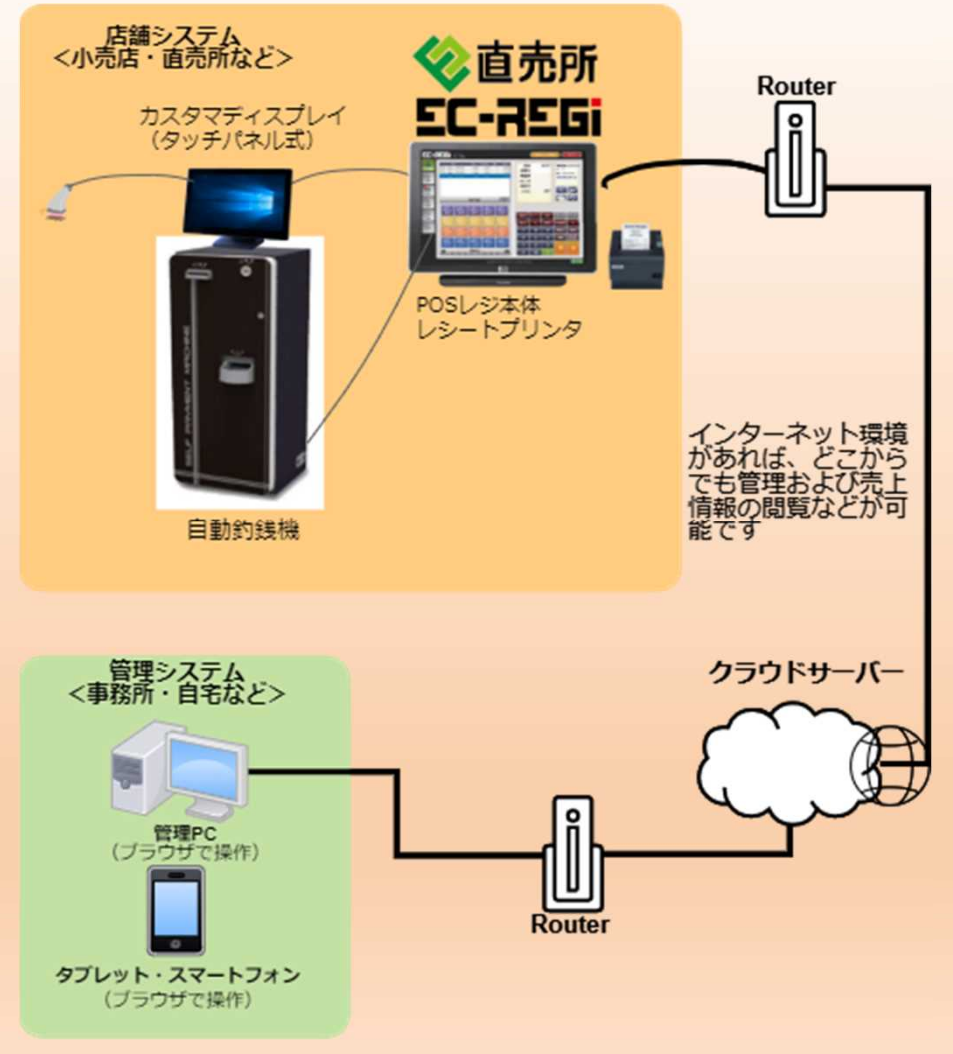 店舗システム
＜小売店・直売所など＞
直売所
EC-REGi
カスタマディスプレイ
（タッチパネル式）
Router
EC-REGi
SELF PAYMENT MACHINE
POSレジ本体
レシートプリンタ
自動釣銭機
インターネット環境
があれば、どこから
でも管理および売上
情報の閲覧などが可
能です
管理システム
＜事務所・自宅など＞
クラウドサーバー
管理PC
（ブラウザで操作）
Router
タブレット・スマートフォン
（ブラウザで操作）